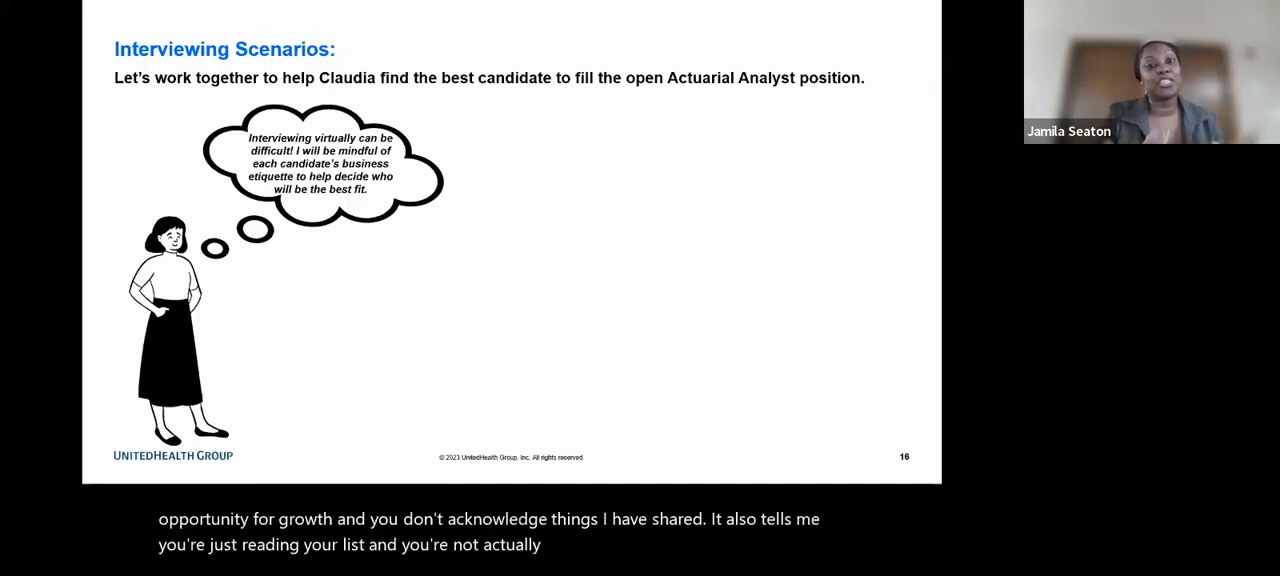 Interviewing Scenarios:
Let's work together to help Claudia find the best candidate to fill the open Actuarial Analyst position.
Interviewing virtually can be
difficult! I will be mindful of
each candidate's business
etiquette to help decide who
will be the best fit.
Jamila Seaton
UNITEDHEALTH GROUP
© 2023 UnitedHealth Group, Inc. All rights reserved.
16
opportunity for growth and you don't acknowledge things I have shared. It also tells me
you're just reading your list and you're not actually